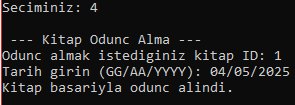 Seciminiz: 4
--- Kitap Odunc Alma ---
Odunc almak istediginiz kitap ID: 1
Tarih girin (GG/AA/YYYY): 04/05/2025
Kitap basariyla odunc alindi.